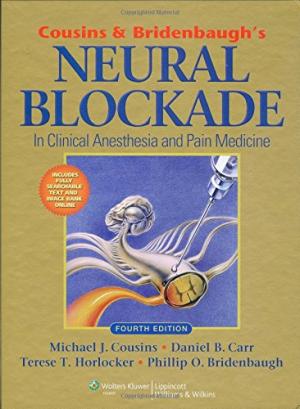 Cousins & Bridenbaugh's
NEURAL
BLOCKADE
In Clinical Anesthesia and Pain Medicine
INCLUDES
FULLY
SEARCHABLE
TEXT AND
IMAGE BANK
ONLINE
FOURTH EDITION
Michael J. Cousins • Daniel B. Carr
Terese T. Horlocker • Phillip O. Bridenbaugh
Wolters Kluwer
Lippincott
Williams & Wilkins